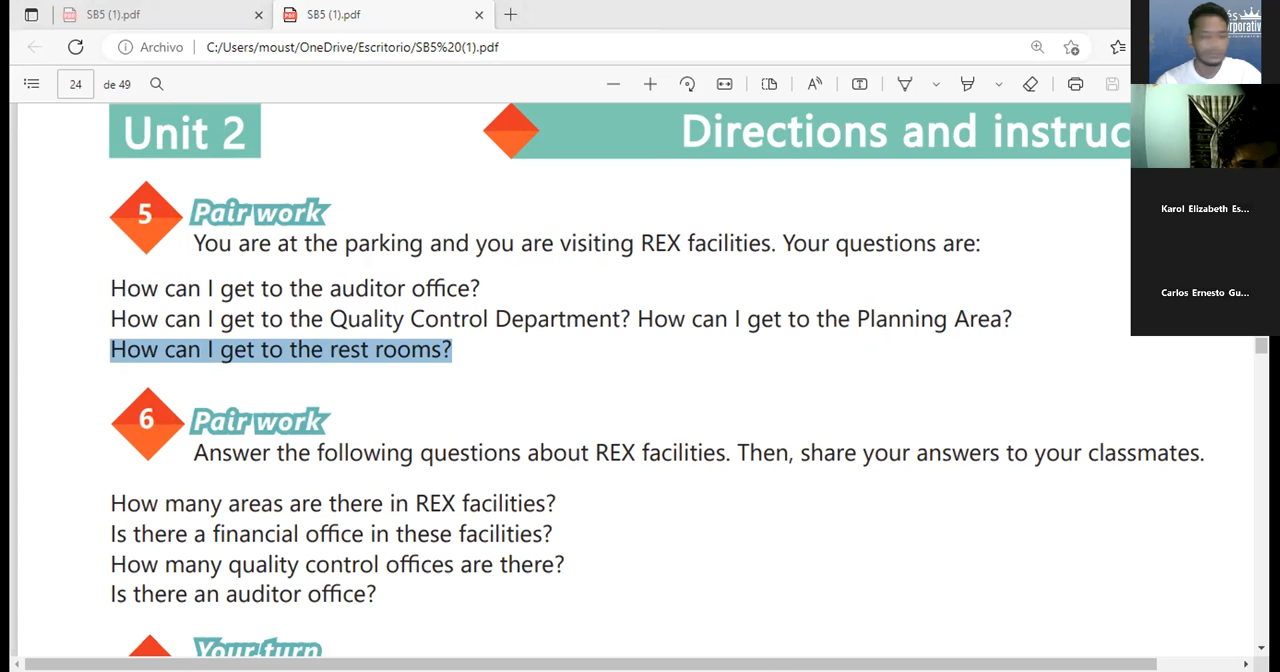 SB5 (1).pdf
SB5 (1).pdf
Archivo
C:/Users/moust/OneDrive/Escritorio/SB5%20(1).pdf
24
de 49
Unit 2
Directions and instruc
5
Pair work
You are at the parking and you are visiting REX facilities. Your questions are:
How can I get to the auditor office?
How can I get to the Quality Control Department? How can I get to the Planning Area?
How can I get to the rest rooms?
6
Pair work
Answer the following questions about REX facilities. Then, share your answers to your classmates.
How many areas are there in REX facilities?
Is there a financial office in these facilities?
How many quality control offices are there?
Is there an auditor office?
Your turn
Karol Elizabeth Es...
Carlos Ernesto Gu...